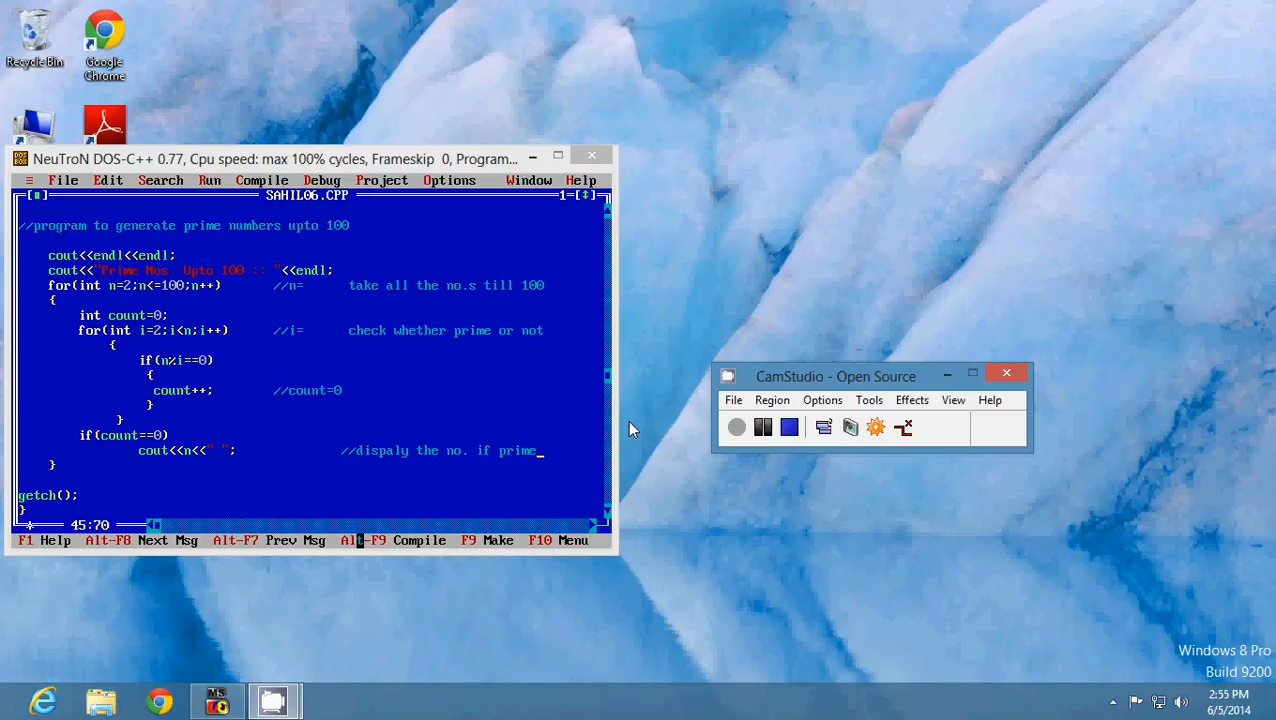 Recycle Bin
Google Chrome
NeuTroN DOS-C++ 0.77, Cpu speed: max 100% cycles, Frameskip 0, Program...
≡ File Edit Search Run Compile Debug Project Options Window Help
SAHIL06.CPP 1=[↕]
//program to generate prime numbers upto 100
cout<<endl<<endl;
cout<<"Prime Nos. Upto 100 :: "<<endl;
for(int n=2;n<=100;n++) //n= take all the no.s till 100
{
int count=0;
for(int i=2;i<n;i++) //i= check whether prime or not
{
if(n%i==0)
{
count++; //count=0
}
}
if(count==0)
cout<<n<<" "; //dispaly the no. if prime_
}
getch();
}
* 45:70
F1 Help Alt-F8 Next Msg Alt-F7 Prev Msg Alt-F9 Compile F9 Make F10 Menu
CamStudio - Open Source
File Region Options Tools Effects View Help
Windows 8 Pro
Build 9200
MS
2:55 PM
6/5/2014